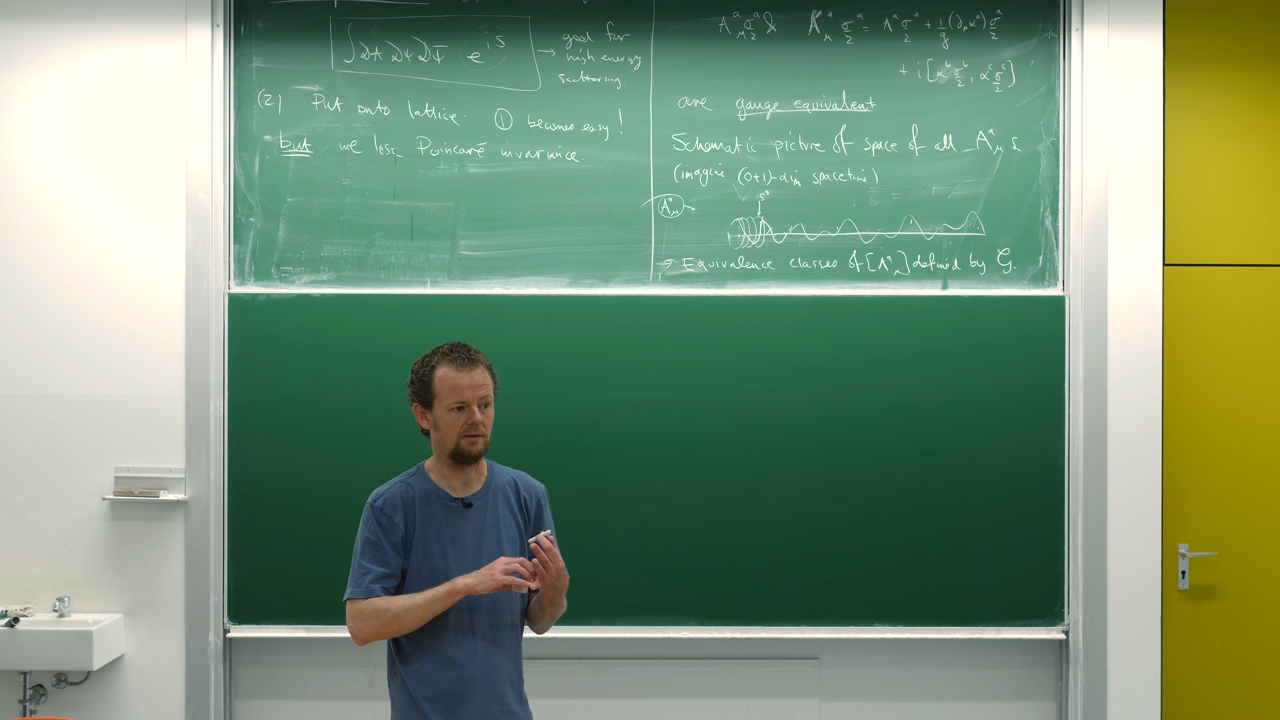 ∫ 𝒟A 𝒟Ψ 𝒟Ψ̄ e^{iS} → good for
high energy
scattering
(2) Put onto lattice. ① becomes easy!
but we lose Poincaré invariance.
A^a_μ σ^a/2 & A'^a_μ σ^a/2 = A^a σ^a/2 + 1/g (∂_μ α^a) σ^a/2
+ i [α^b σ^b/2, α^c σ^c/2]
are gauge equivalent
Schematic picture of space of all A^a_μ s
(imagine (0+1)-dim spacetime)
A^a_μ
S^3
→ Equivalence classes of [A^a_μ] defined by G.